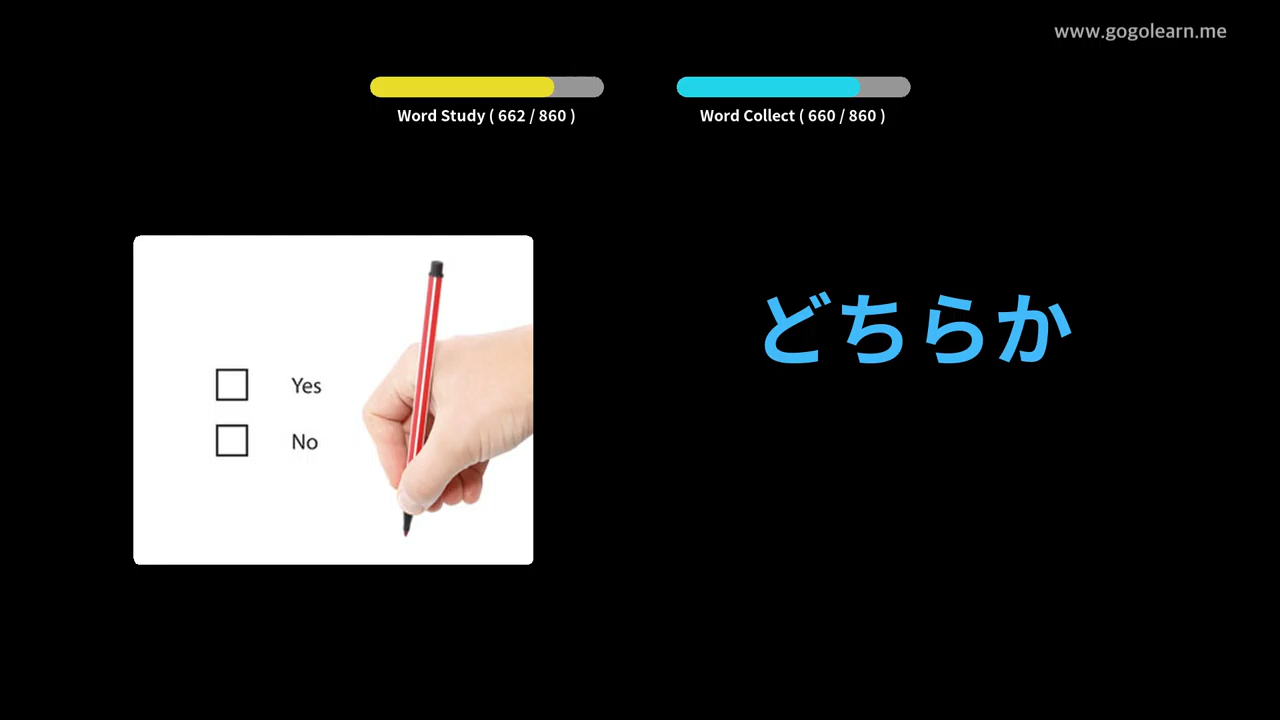 www.gogolearn.me
Word Study ( 662 / 860 )
Word Collect ( 660 / 860 )
どちらか
Yes
No